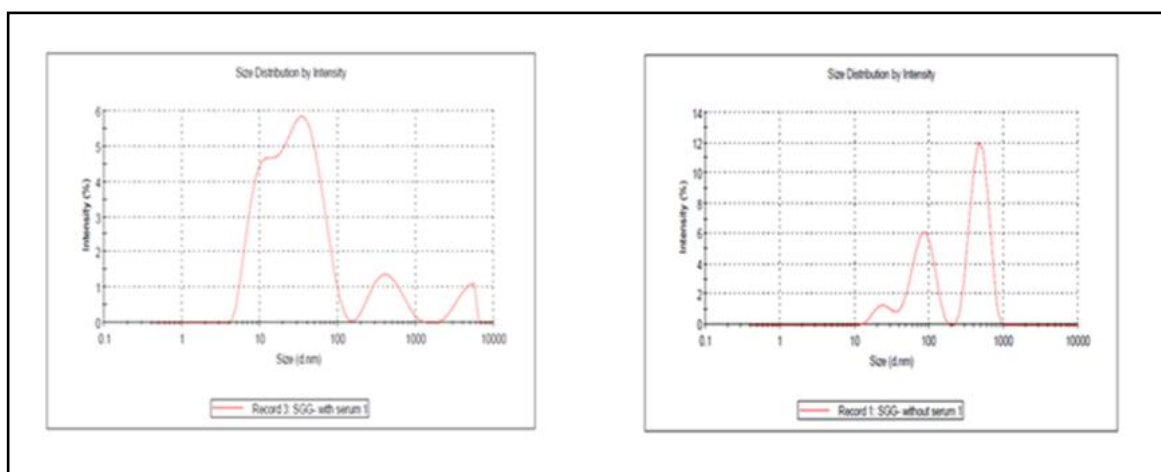 Size Distribution by Intensity
6
5
4
3
2
1
0
Intensity (%)
0.1 1 10 100 1000 10000
Size (d.nm)
Record 3: SGG- with serum 1
Size Distribution by Intensity
14
12
10
8
6
4
2
0
Intensity (%)
0.1 1 10 100 1000 10000
Size (d.nm)
Record 1: SGG- without serum 1